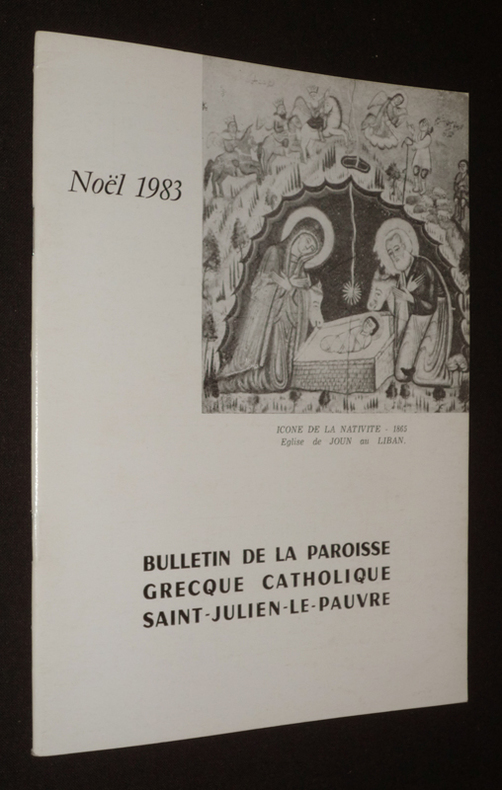 Noël 1983
ICONE DE LA NATIVITE - 1865
Eglise de JOUN au LIBAN.
BULLETIN DE LA PAROISSE
GRECQUE CATHOLIQUE
SAINT-JULIEN-LE-PAUVRE